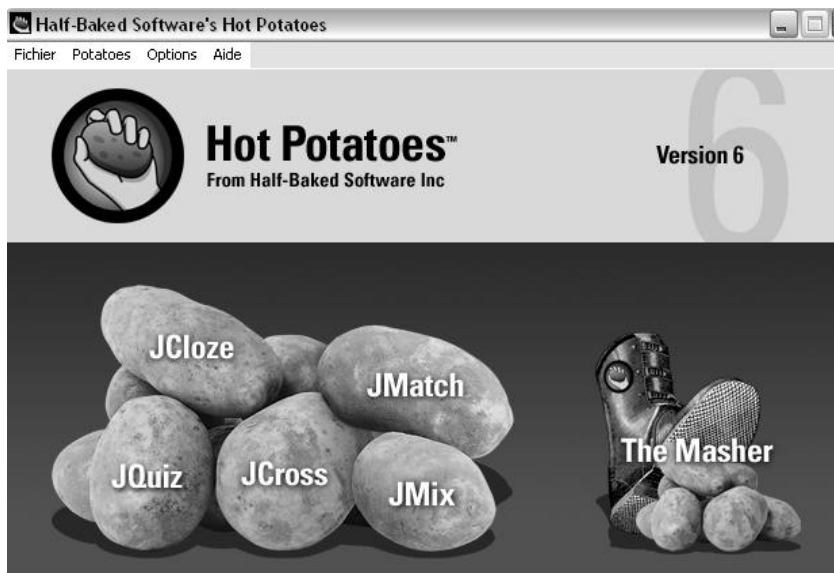 Half-Baked Software's Hot Potatoes
Fichier Potatoes Options Aide
Hot Potatoes™
From Half-Baked Software Inc
Version 6
6
JCloze
JMatch
JQuiz
JCross
JMix
The Masher